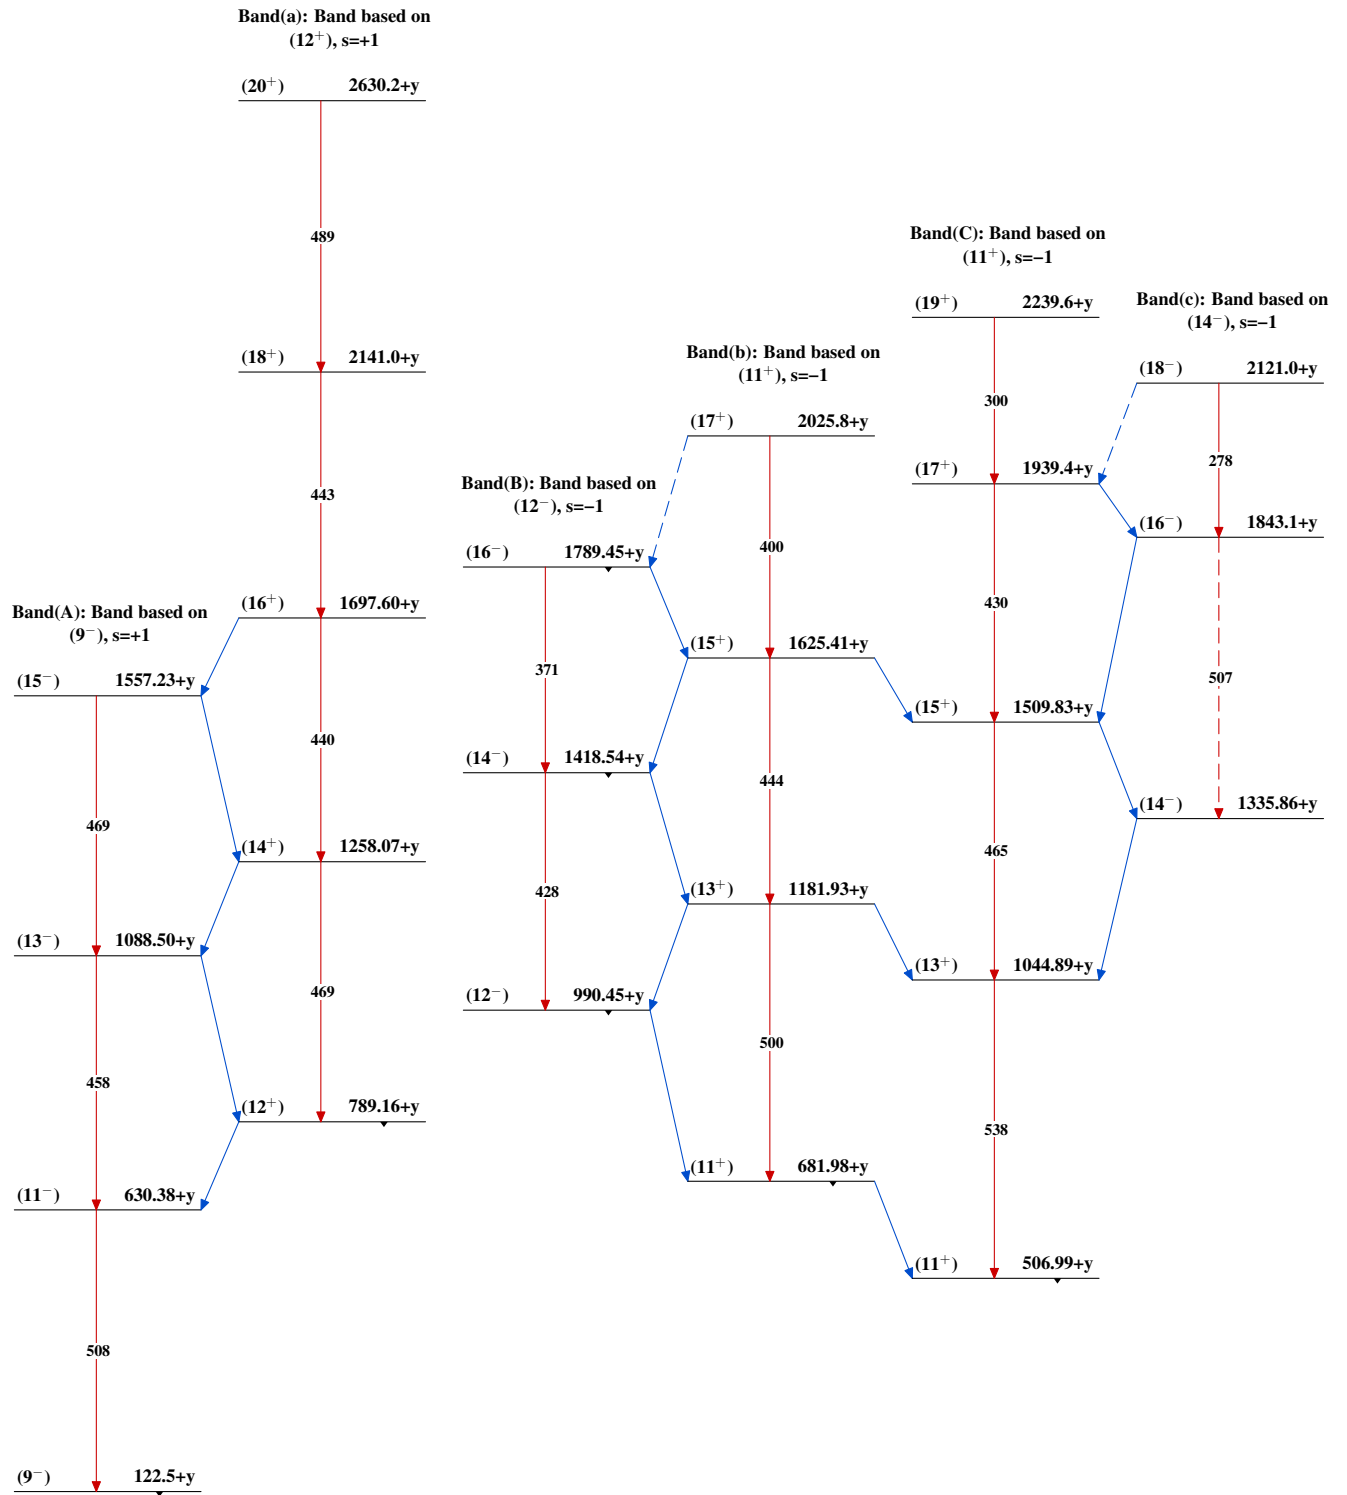 Band(a): Band based on
(12⁺), s=+1
(20⁺) 2630.2+y
489
(18⁺) 2141.0+y
443
(16⁺) 1697.60+y
440
(14⁺) 1258.07+y
469
(12⁺) 789.16+y
Band(A): Band based on
(9⁻), s=+1
(15⁻) 1557.23+y
469
(13⁻) 1088.50+y
458
(11⁻) 630.38+y
508
(9⁻) 122.5+y
Band(B): Band based on
(12⁻), s=−1
(16⁻) 1789.45+y
371
(14⁻) 1418.54+y
428
(12⁻) 990.45+y
Band(b): Band based on
(11⁺), s=−1
(17⁺) 2025.8+y
400
(15⁺) 1625.41+y
444
(13⁺) 1181.93+y
500
(11⁺) 681.98+y
Band(C): Band based on
(11⁺), s=−1
(19⁺) 2239.6+y
300
(17⁺) 1939.4+y
430
(15⁺) 1509.83+y
465
(13⁺) 1044.89+y
538
(11⁺) 506.99+y
Band(c): Band based on
(14⁻), s=−1
(18⁻) 2121.0+y
278
(16⁻) 1843.1+y
507
(14⁻) 1335.86+y